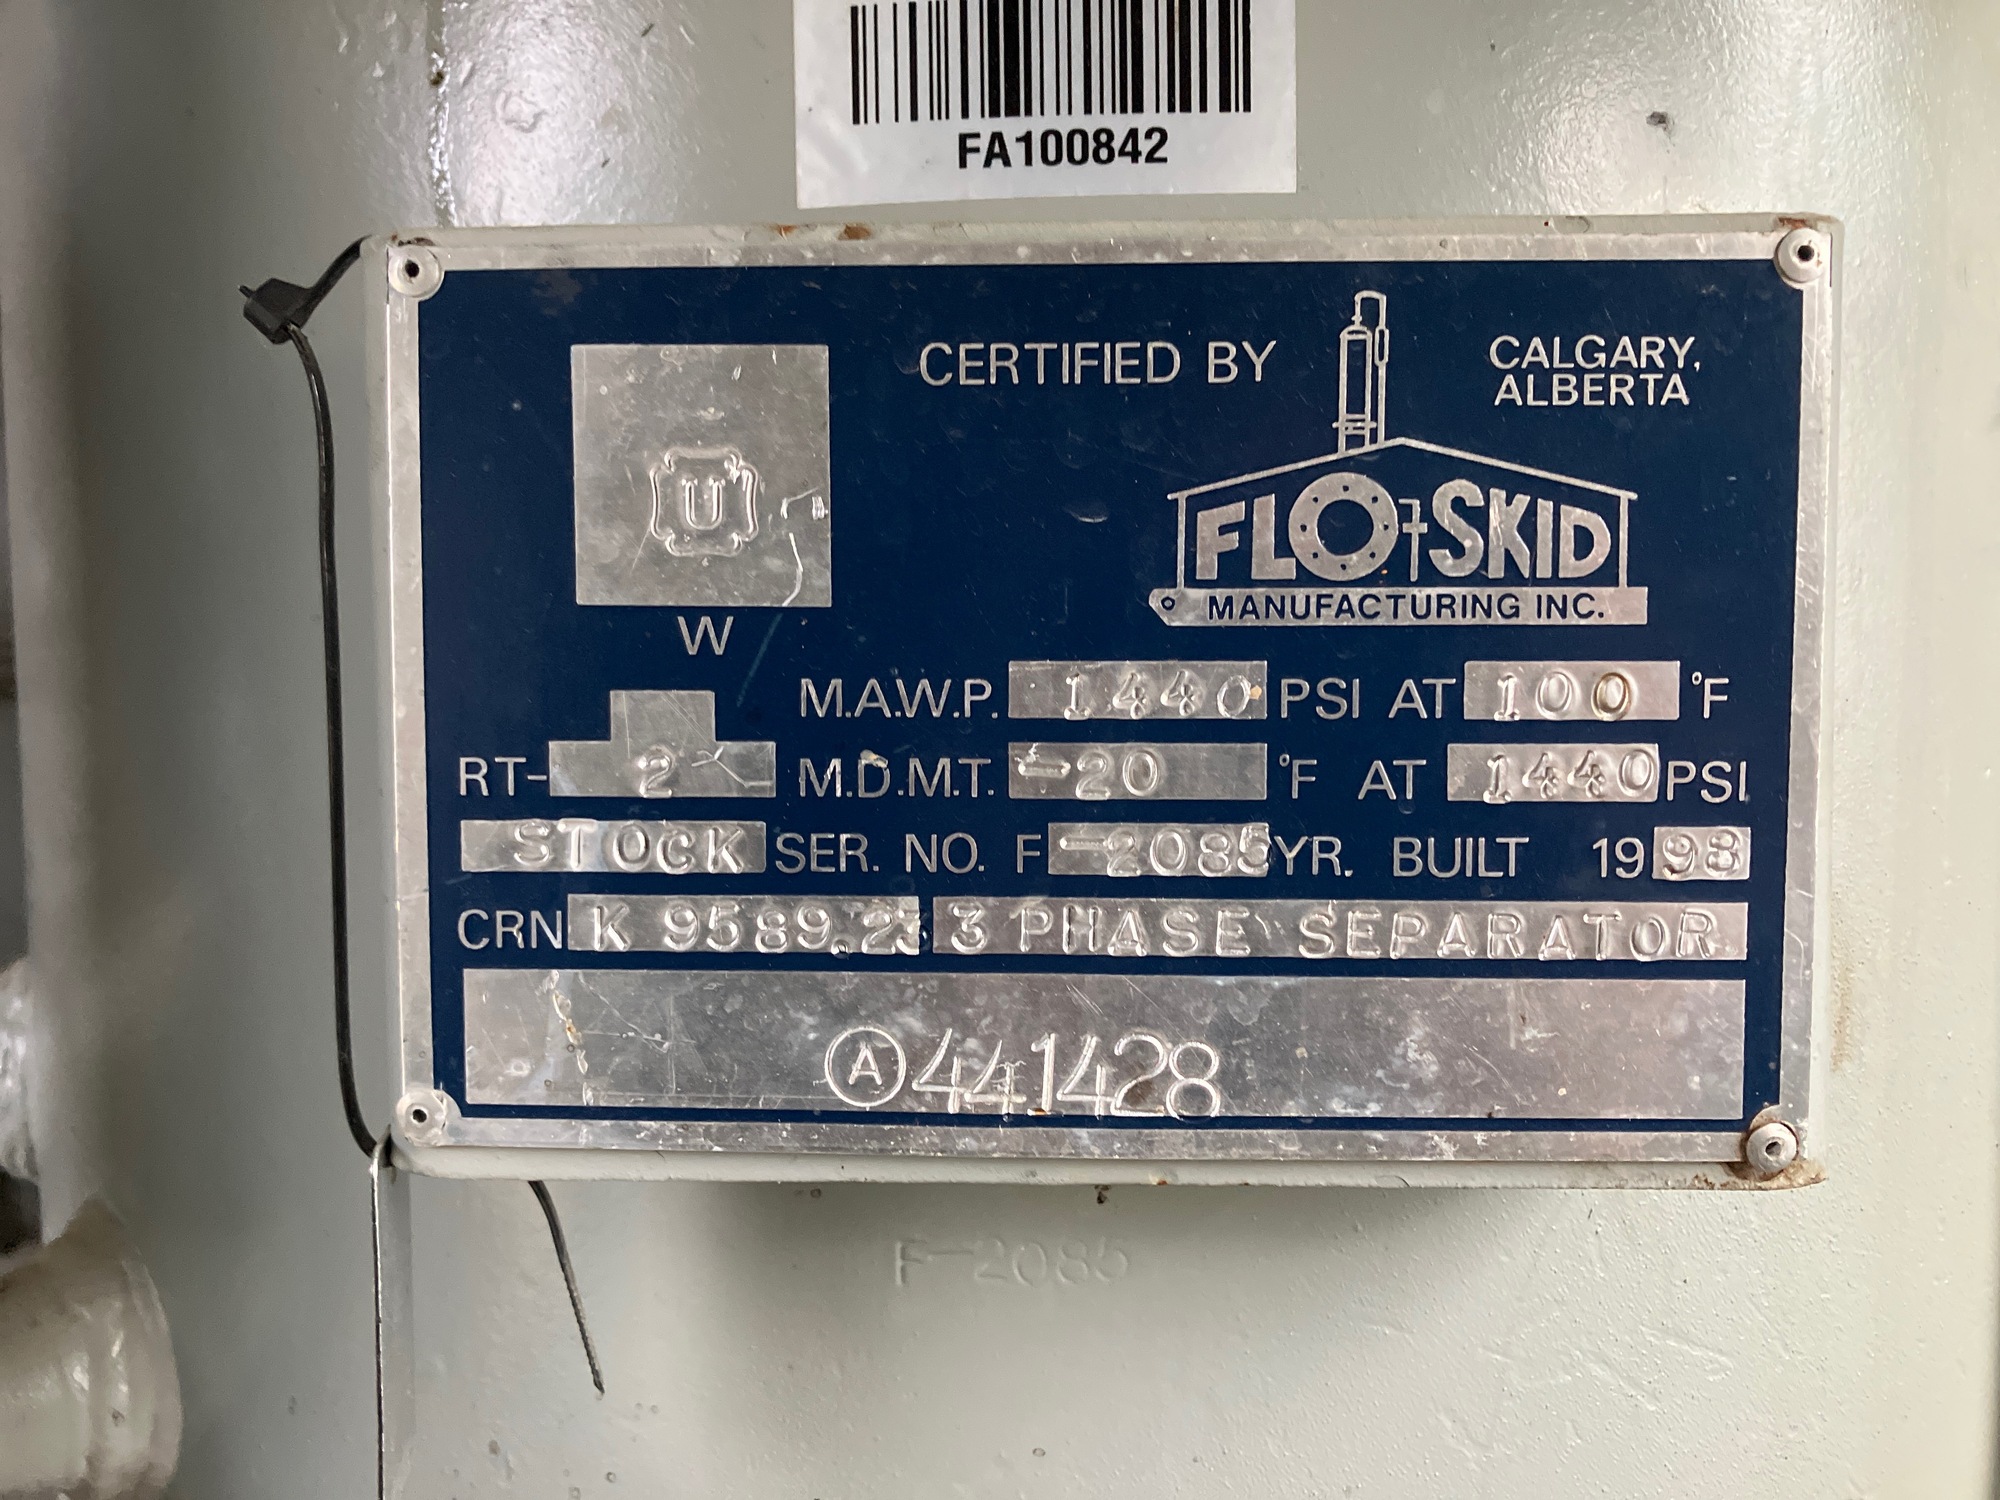 FA100842
CERTIFIED BY
CALGARY,
ALBERTA
U
FLO-SKID
MANUFACTURING INC.
W
M.A.W.P. 1440 PSI AT 100 °F
RT- 2 M.D.M.T. -20 °F AT 1440 PSI
STOCK SER. NO. F-2085 YR. BUILT 1998
CRN K 9589.23 3 PHASE SEPARATOR
A 441428
F-2085